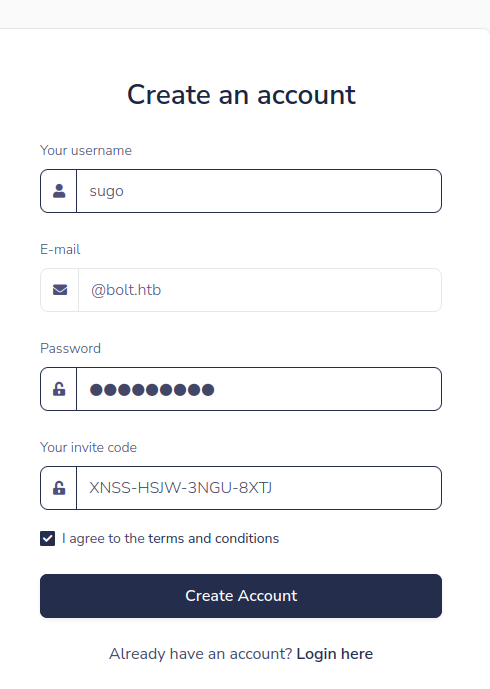 Create an account
Your username
sugo
E-mail
@bolt.htb
Password
●●●●●●●●●
Your invite code
XNSS-HSJW-3NGU-8XTJ
I agree to the terms and conditions
Create Account
Already have an account? Login here